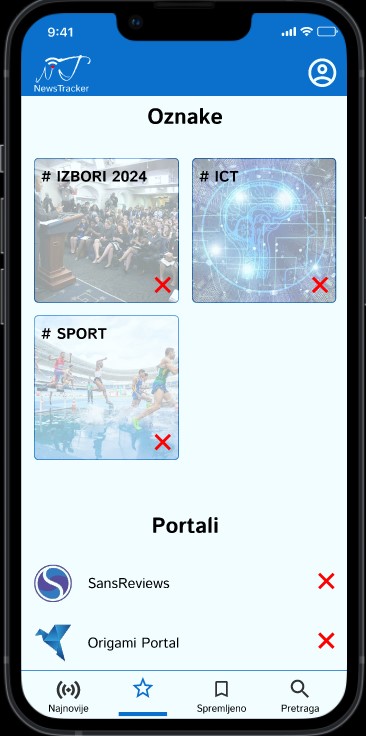 9:41
NewsTracker
Oznake
# IZBORI 2024
# ICT
# SPORT
Portali
SansReviews
Origami Portal
Najnovije
Spremljeno
Pretraga